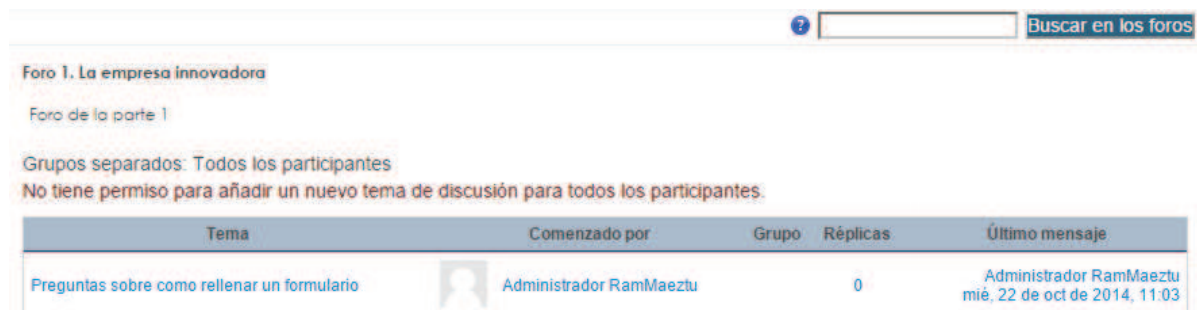 ? Buscar en los foros
Foro 1. La empresa innovadora
Foro de la parte 1
Grupos separados: Todos los participantes
No tiene permiso para añadir un nuevo tema de discusión para todos los participantes.
Tema Comenzado por Grupo Réplicas Último mensaje
Preguntas sobre como rellenar un formulario Administrador RamMaeztu 0 Administrador RamMaeztu
mié, 22 de oct de 2014, 11:03